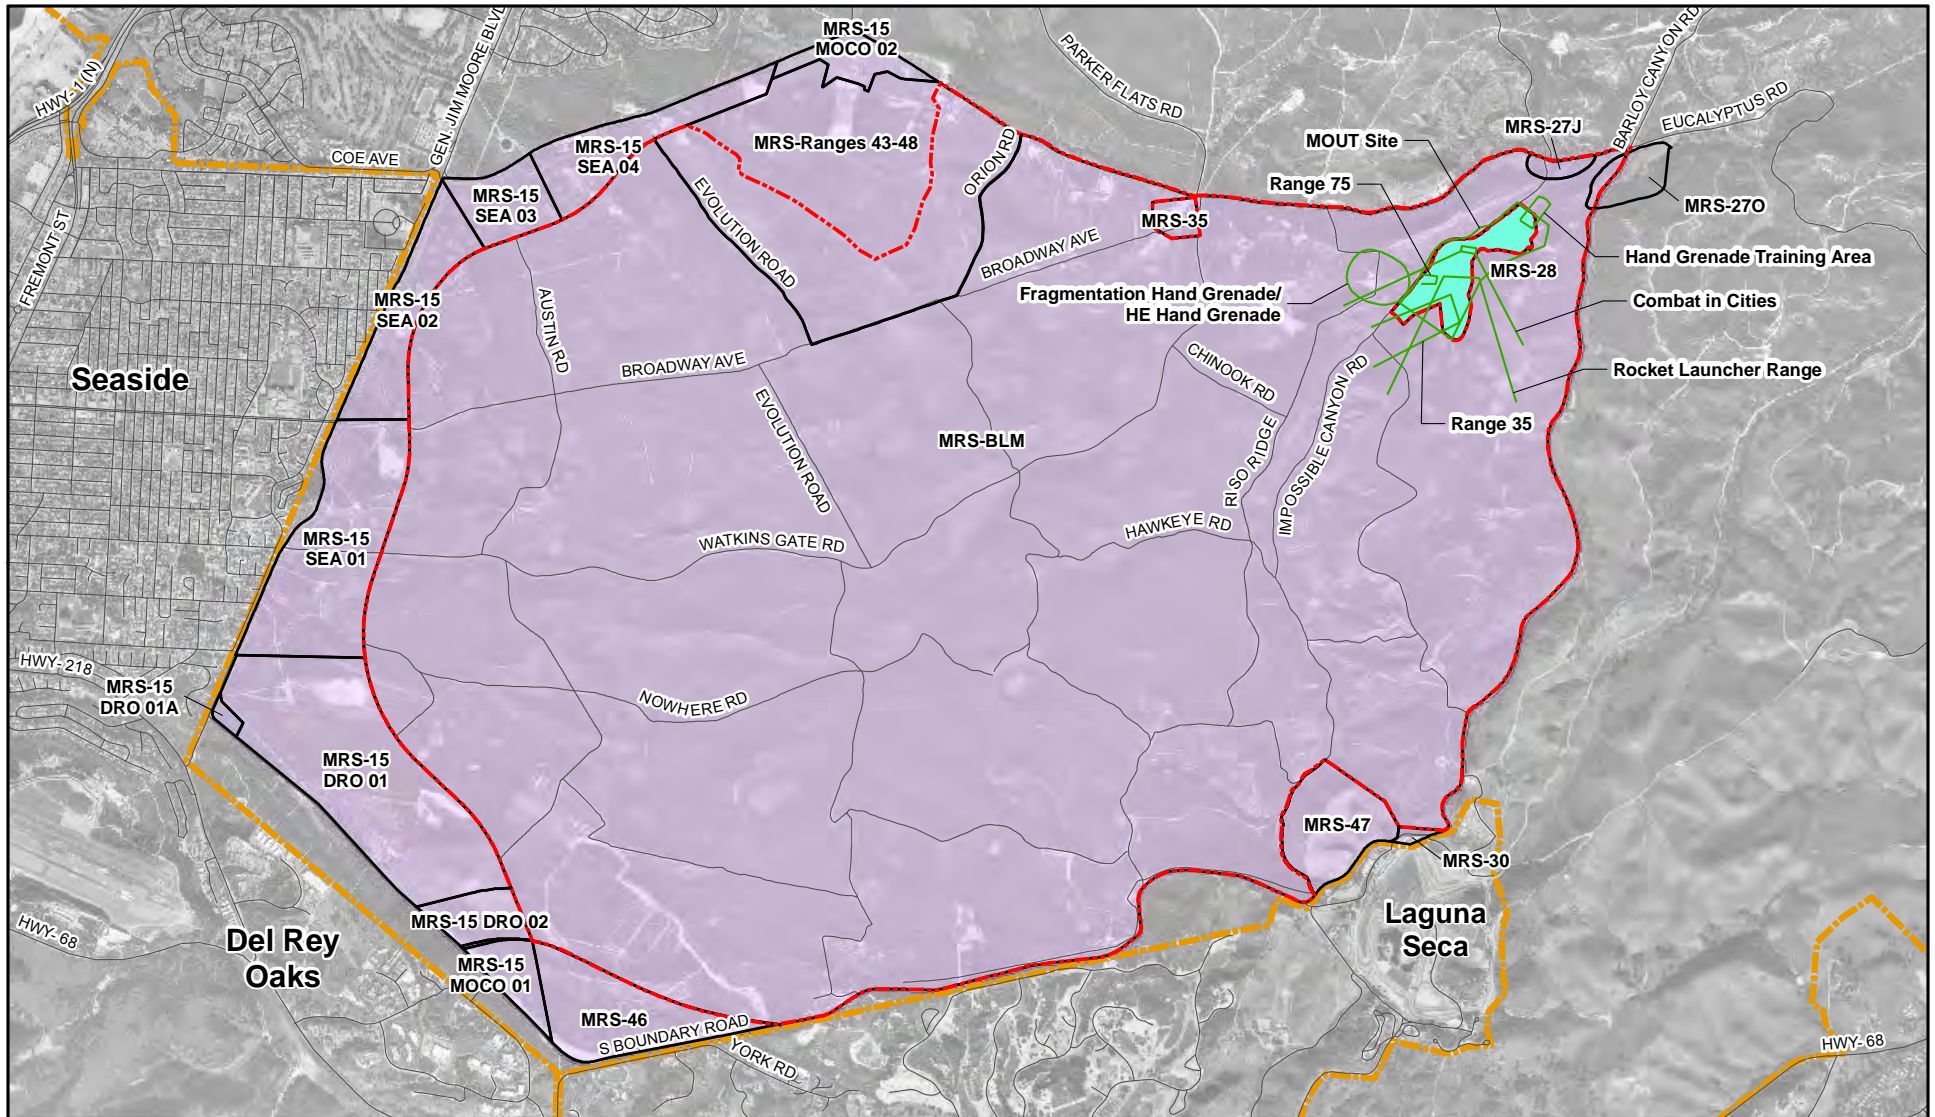 MRS-15
MOCO 02
HWY- 1 (N)
GEN. JIM MOORE BLVD
PARKER FLATS RD
BARLOY CANYON RD
EUCALYPTUS RD
COE AVE
MRS-15
SEA 04
MRS-Ranges 43-48
ORION RD
MOUT Site
MRS-27J
Range 75
MRS-15
SEA 03
EVOLUTION ROAD
MRS-35
MRS-27O
FREMONT ST
BROADWAY AVE
MRS-28
Hand Grenade Training Area
Fragmentation Hand Grenade/
HE Hand Grenade
Combat in Cities
MRS-15
SEA 02
AUSTIN RD
Seaside
BROADWAY AVE
CHINOOK RD
Rocket Launcher Range
EVOLUTION ROAD
MRS-BLM
RISO RIDGE
IMPOSSIBLE CANYON RD
Range 35
MRS-15
SEA 01
WATKINS GATE RD
HAWKEYE RD
HWY- 218
MRS-15
DRO 01A
NOWHERE RD
MRS-15
DRO 01
MRS-47
MRS-30
MRS-15 DRO 02
Laguna
Seca
HWY- 68
Del Rey
Oaks
MRS-15
MOCO 01
MRS-46
S BOUNDARY ROAD
YORK RD
HWY- 68